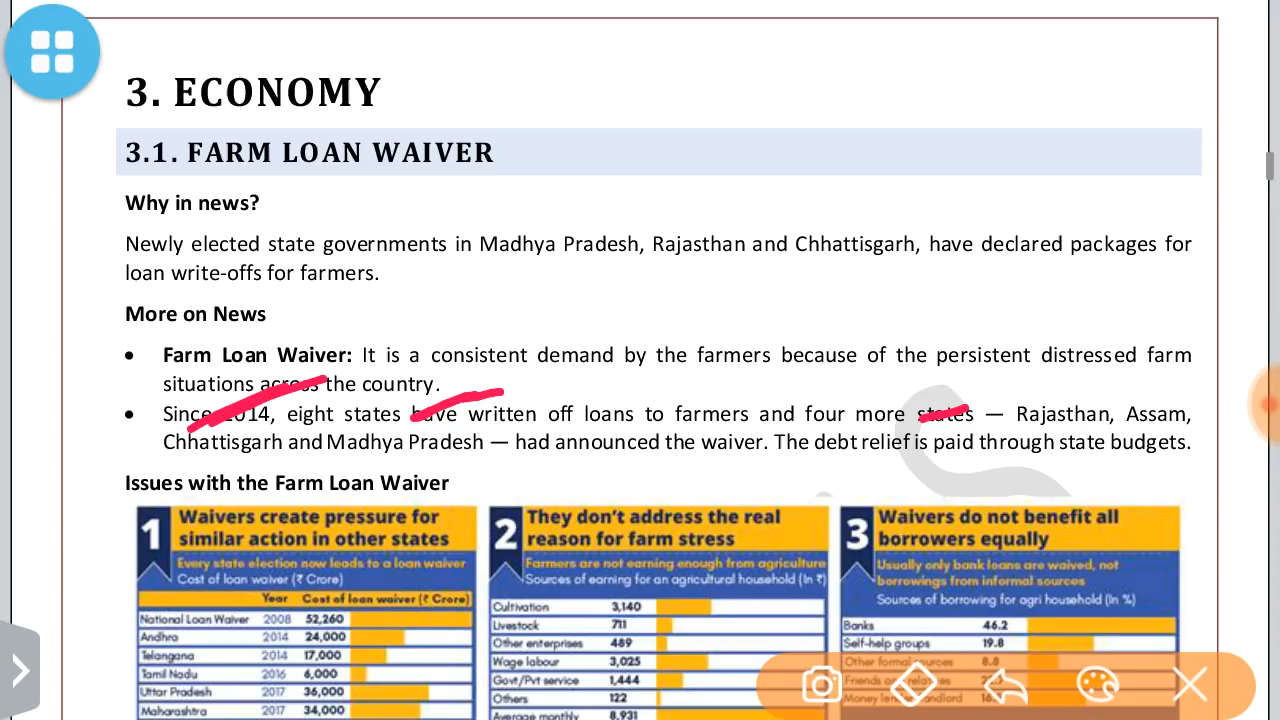 3. ECONOMY
3.1. FARM LOAN WAIVER
Why in news?
Newly elected state governments in Madhya Pradesh, Rajasthan and Chhattisgarh, have declared packages for
loan write-offs for farmers.
More on News
• Farm Loan Waiver: It is a consistent demand by the farmers because of the persistent distressed farm
situations across the country.
• Since 2014, eight states have written off loans to farmers and four more states — Rajasthan, Assam,
Chhattisgarh and Madhya Pradesh — had announced the waiver. The debt relief is paid through state budgets.
Issues with the Farm Loan Waiver
1 Waivers create pressure for
similar action in other states
Every state election now leads to a loan waiver
Cost of loan waiver (₹ Crore)
Year Cost of loan waiver (₹ Crore)
National Loan Waiver 2008 52,260
Andhra 2014 24,000
Telangana 2014 17,000
Tamil Nadu 2016 6,000
Uttar Pradesh 2017 36,000
Maharashtra 2017 34,000
2 They don't address the real
reason for farm stress
Farmers are not earning enough from agriculture
Sources of earning for an agricultural household (In ₹)
Cultivation 3,140
Livestock 711
Other enterprises 489
Wage labour 3,025
Govt/Pvt service 1,444
Others 122
Average monthly 8,931
3 Waivers do not benefit all
borrowers equally
Usually only bank loans are waived, not
borrowings from informal sources
Sources of borrowing for agri household (In %)
Banks 46.2
Self-help groups 19.8
Other formal sources 8.8
Friends or relatives
Money lender/landlord